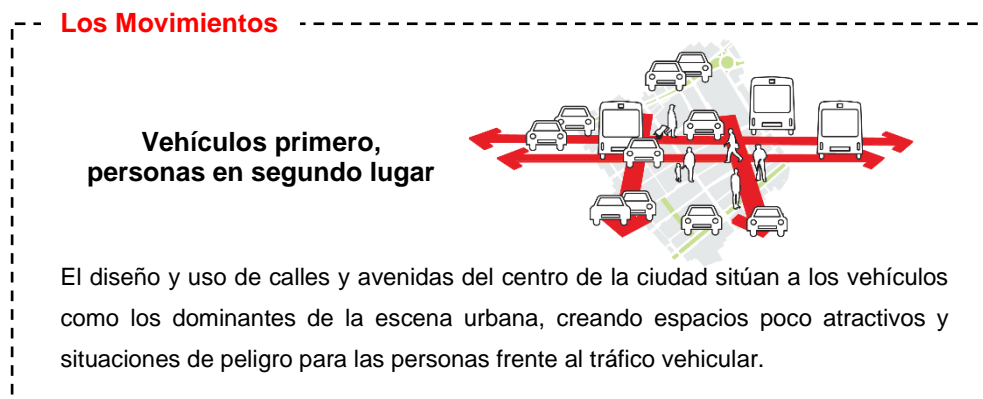 Los Movimientos
Vehículos primero,
personas en segundo lugar
El diseño y uso de calles y avenidas del centro de la ciudad sitúan a los vehículos
como los dominantes de la escena urbana, creando espacios poco atractivos y
situaciones de peligro para las personas frente al tráfico vehicular.